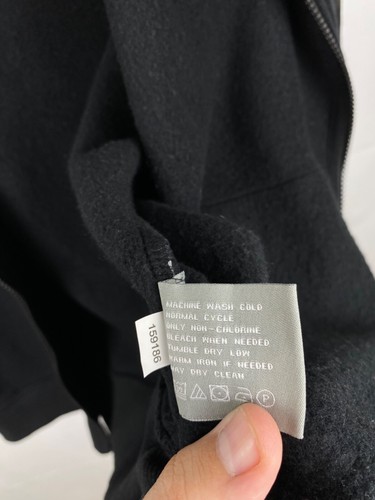 MACHINE WASH COLD
NORMAL CYCLE
ONLY NON-CHLORINE
BLEACH WHEN NEEDED
TUMBLE DRY LOW
WARM IRON IF NEEDED
MAY DRY CLEAN
P
159186